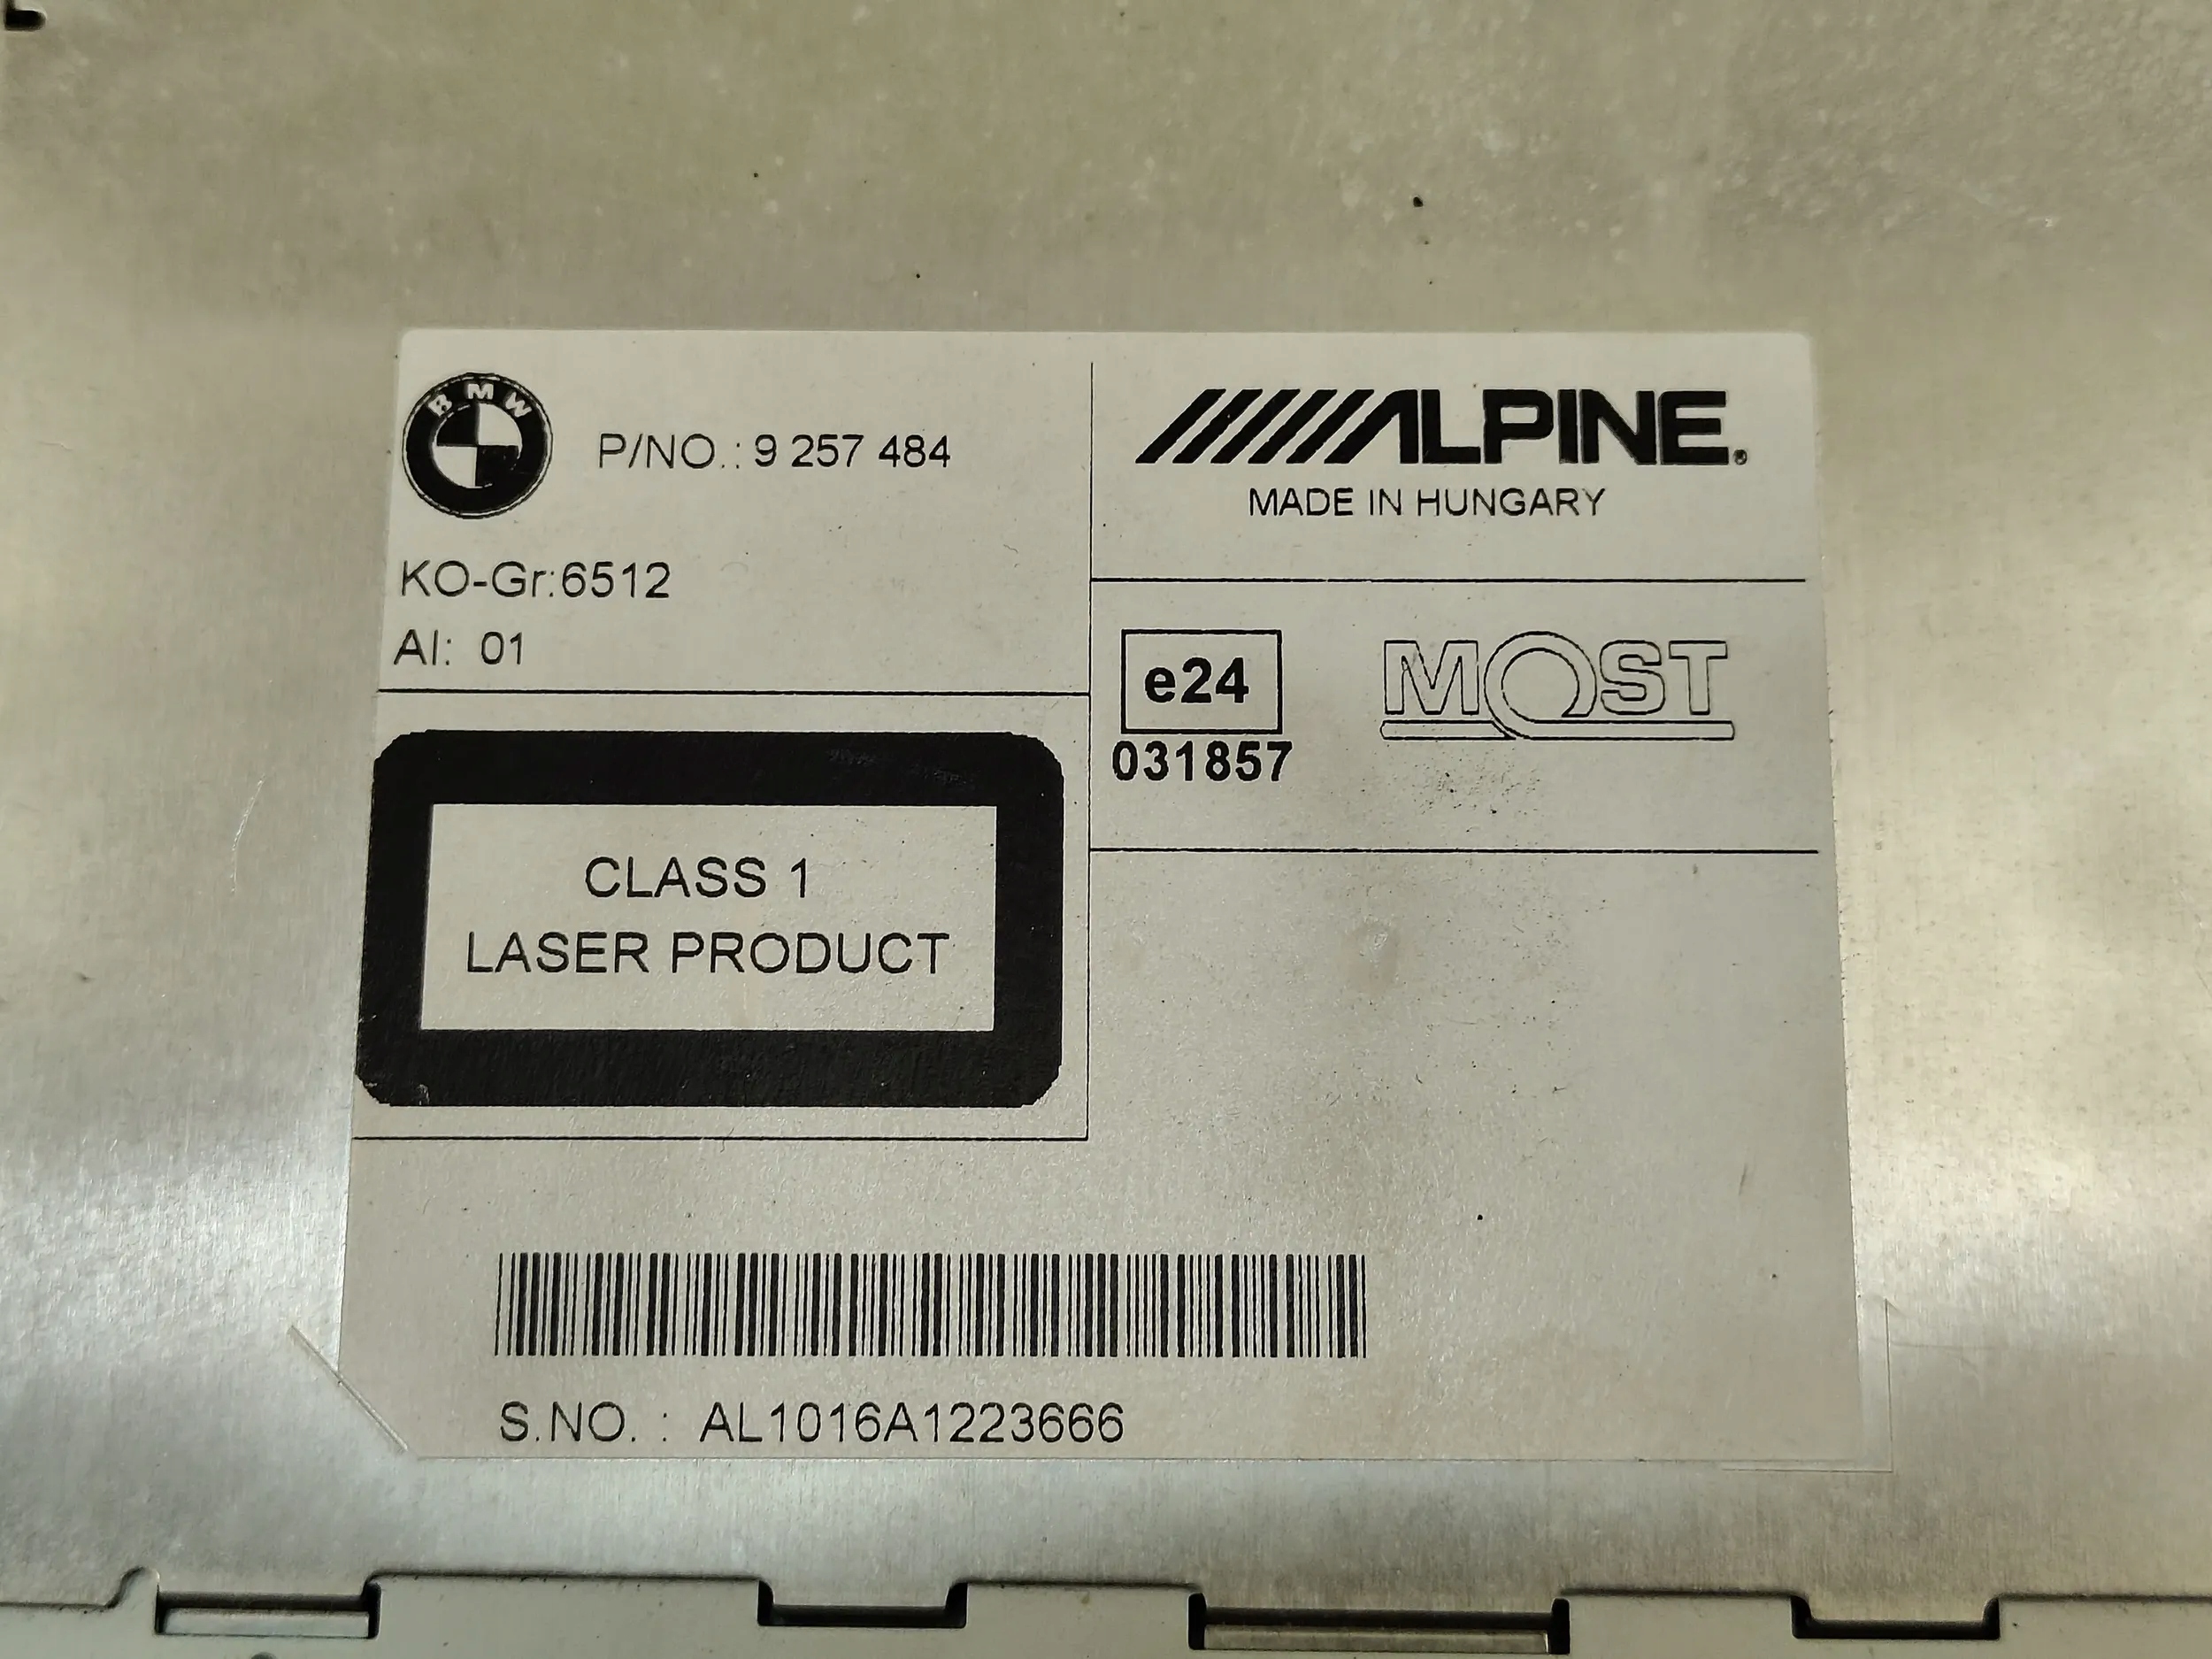 BMW
P/NO.: 9 257 484
KO-Gr:6512
AI: 01
ALPINE®
MADE IN HUNGARY
e24
031857
MOST
CLASS 1
LASER PRODUCT
S.NO. : AL1016A1223666